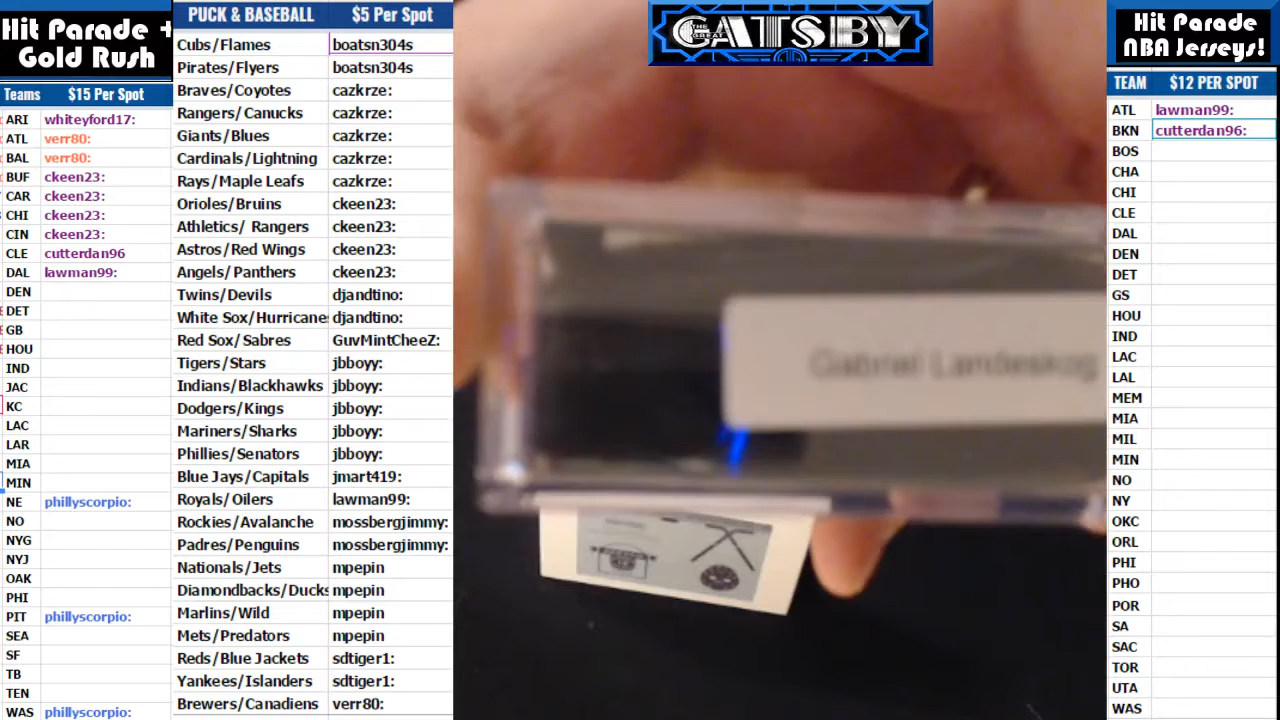 Hit Parade +
Gold Rush
Teams $15 Per Spot
ARI whiteyford17:
ATL verr80:
BAL verr80:
BUF ckeen23:
CAR ckeen23:
CHI ckeen23:
CIN ckeen23:
CLE cutterdan96
DAL lawman99:
DEN
DET
GB
HOU
IND
JAC
KC
LAC
LAR
MIA
MIN
NE phillyscorpio:
NO
NYG
NYJ
OAK
PHI
PIT phillyscorpio:
SEA
SF
TB
TEN
WAS phillyscorpio:
PUCK & BASEBALL $5 Per Spot
Cubs/Flames boatsn304s
Pirates/Flyers boatsn304s
Braves/Coyotes cazkrze:
Rangers/Canucks cazkrze:
Giants/Blues cazkrze:
Cardinals/Lightning cazkrze:
Rays/Maple Leafs cazkrze:
Orioles/Bruins ckeen23:
Athletics/ Rangers ckeen23:
Astros/Red Wings ckeen23:
Angels/Panthers ckeen23:
Twins/Devils djandtino:
White Sox/Hurricanes djandtino:
Red Sox/Sabres GuvMintCheeZ:
Tigers/Stars jbboyy:
Indians/Blackhawks jbboyy:
Dodgers/Kings jbboyy:
Mariners/Sharks jbboyy:
Phillies/Senators jbboyy:
Blue Jays/Capitals jmart419:
Royals/Oilers lawman99:
Rockies/Avalanche mossbergjimmy:
Padres/Penguins mossbergjimmy:
Nationals/Jets mpepin
Diamondbacks/Ducks mpepin
Marlins/Wild mpepin
Mets/Predators mpepin
Reds/Blue Jackets sdtiger1:
Yankees/Islanders sdtiger1:
Brewers/Canadiens verr80:
THE GREAT
GATSBY
Gabriel Landeskog
Hit Parade
NBA Jerseys!
TEAM $12 PER SPOT
ATL lawman99:
BKN cutterdan96:
BOS
CHA
CHI
CLE
DAL
DEN
DET
GS
HOU
IND
LAC
LAL
MEM
MIA
MIL
MIN
NO
NY
OKC
ORL
PHI
PHO
POR
SA
SAC
TOR
UTA
WAS